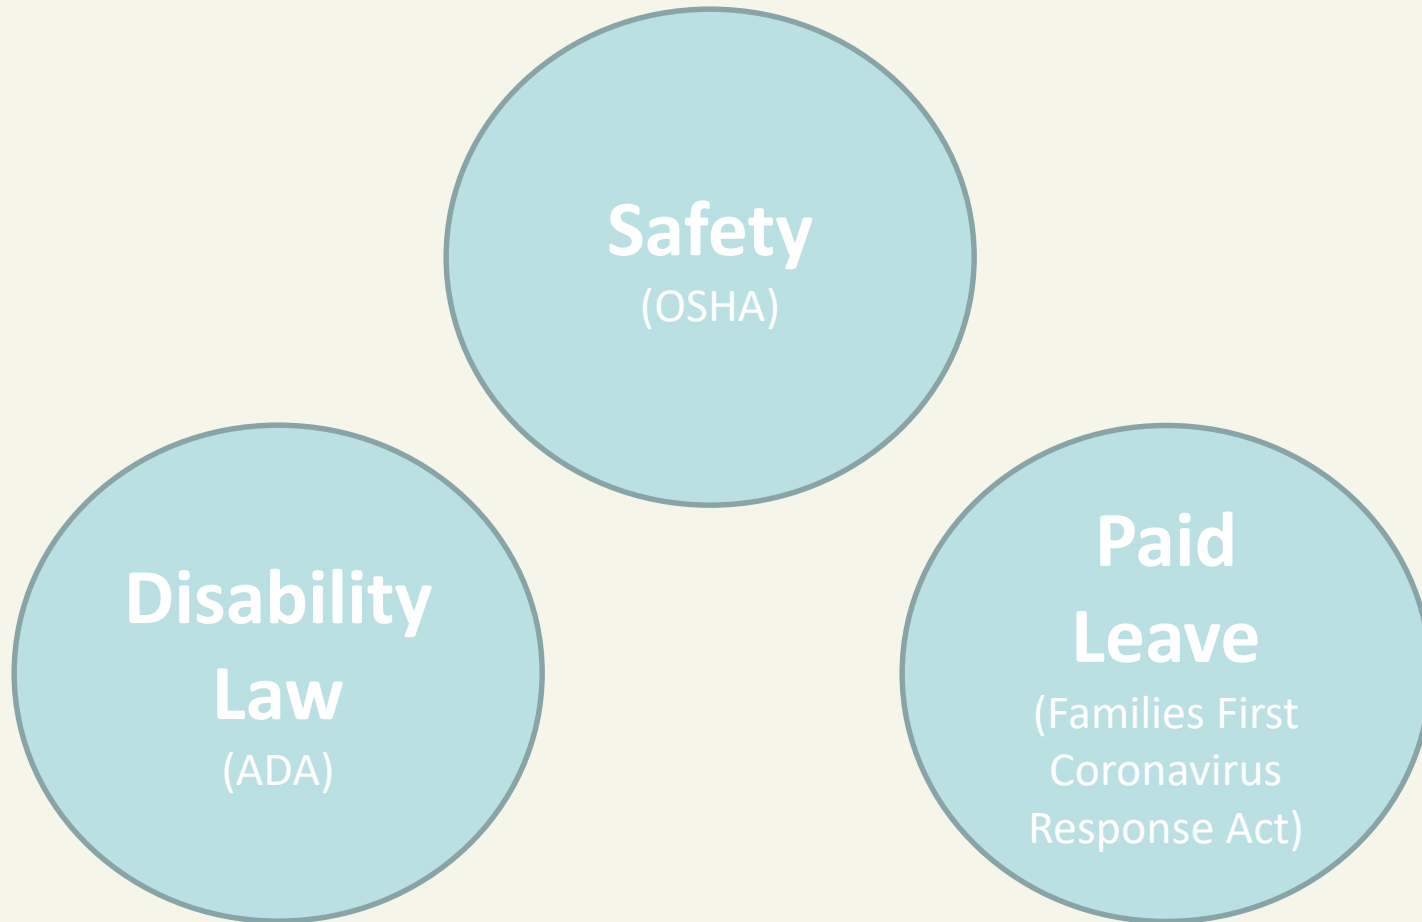 Safety
(OSHA)
Disability
Law
(ADA)
Paid
Leave
(Families First
Coronavirus
Response Act)